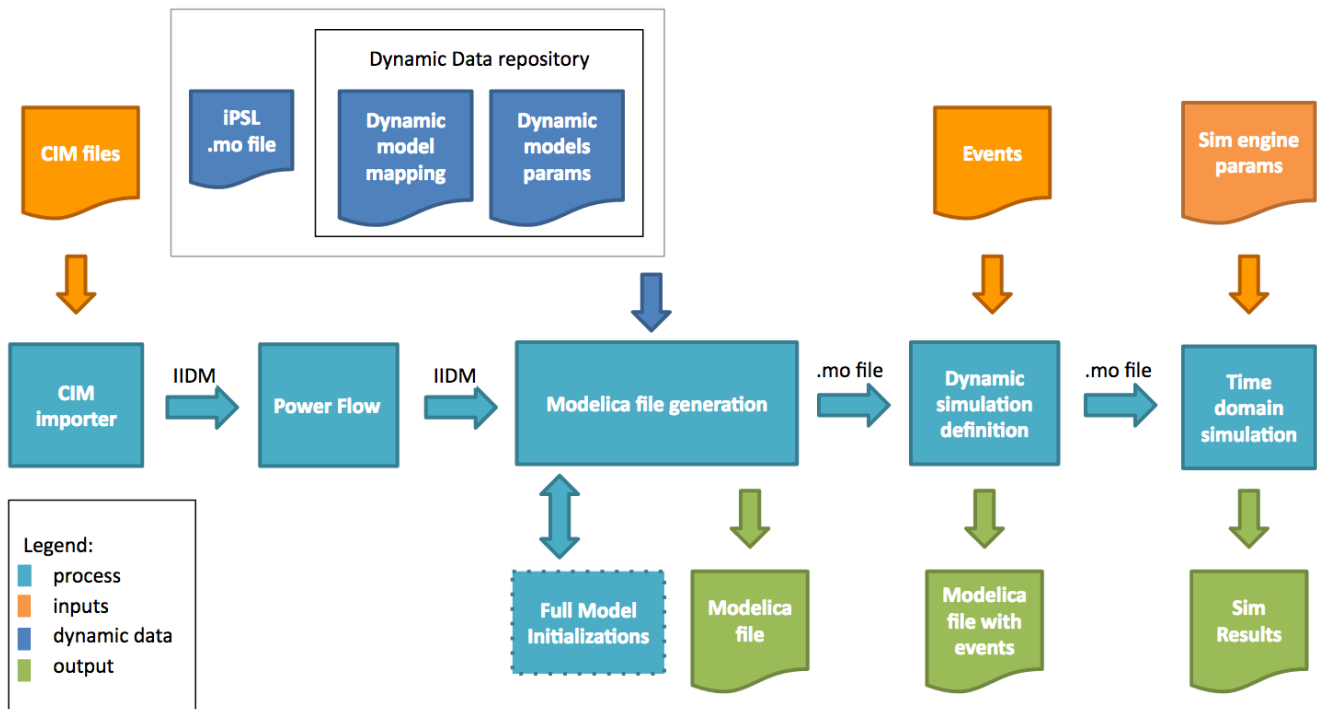 Dynamic Data repository
CIM files
iPSL
.mo file
Dynamic
model
mapping
Dynamic
models
params
Events
Sim engine
params
CIM
importer
IIDM
Power Flow
IIDM
Modelica file generation
.mo file
Dynamic
simulation
definition
.mo file
Time
domain
simulation
Legend:
process
inputs
dynamic data
output
Full Model
Initializations
Modelica
file
Modelica
file with
events
Sim
Results